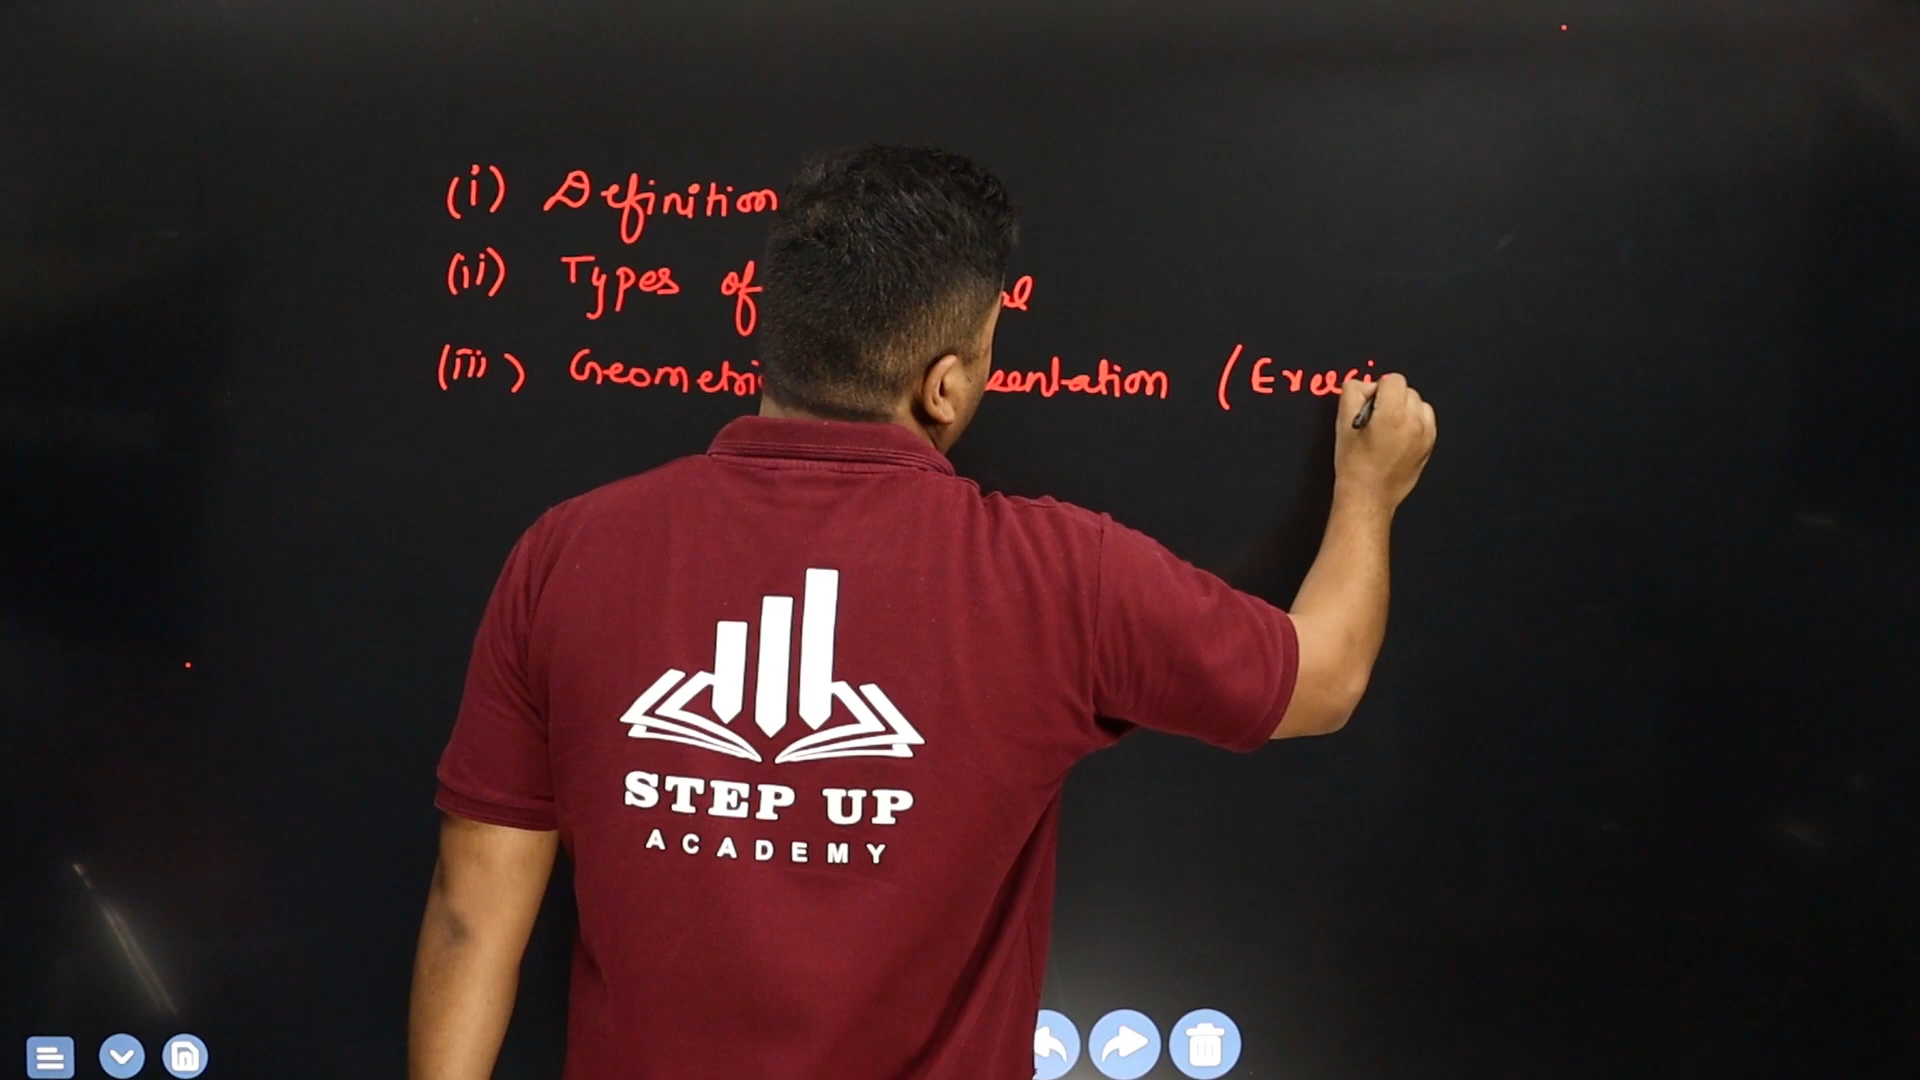 (i) Definition
(ii) Types of
(iii) Geometri entation (Exerci
STEP UP
ACADEMY